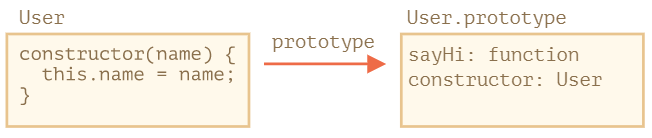 User
constructor(name) {
  this.name = name;
}
prototype
User.prototype
sayHi: function
constructor: User